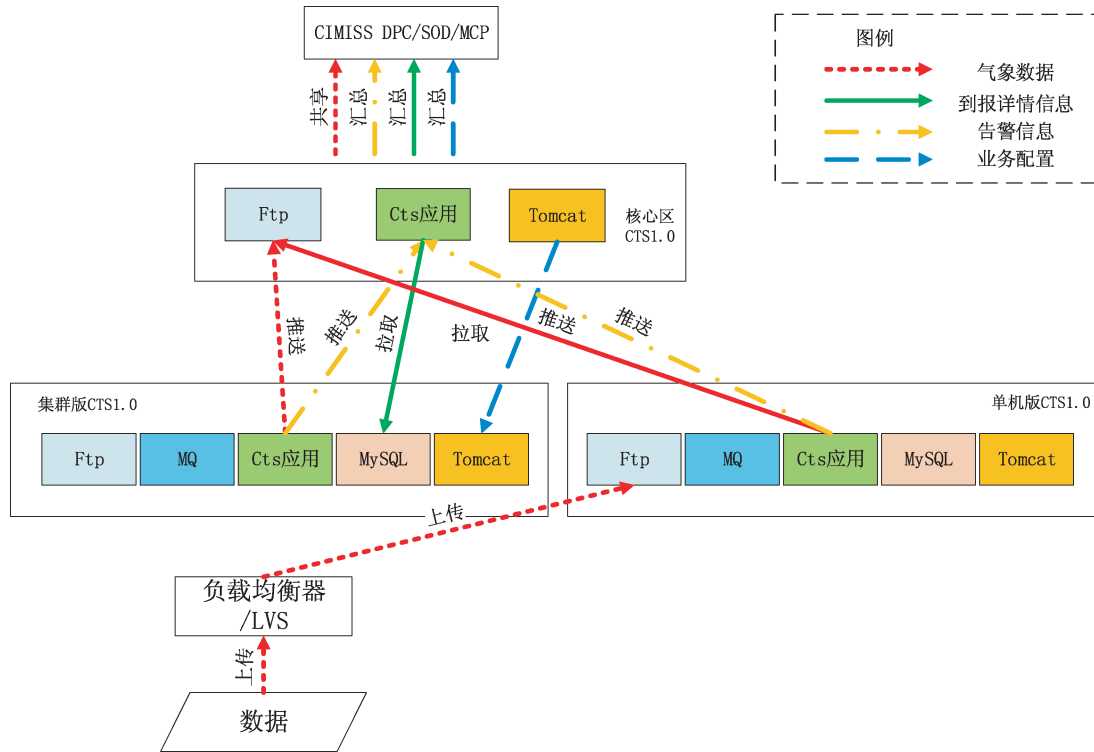 CIMISS DPC/SOD/MCP
图例
气象数据
到报详情信息
告警信息
业务配置
共享
汇总
汇总
汇总
Ftp
Cts应用
Tomcat
核心区
CTS1.0
推送
推送
拉取
拉取
推送
推送
集群版CTS1.0
单机版CTS1.0
Ftp
MQ
Cts应用
MySQL
Tomcat
Ftp
MQ
Cts应用
MySQL
Tomcat
上传
负载均衡器
/LVS
上传
数据